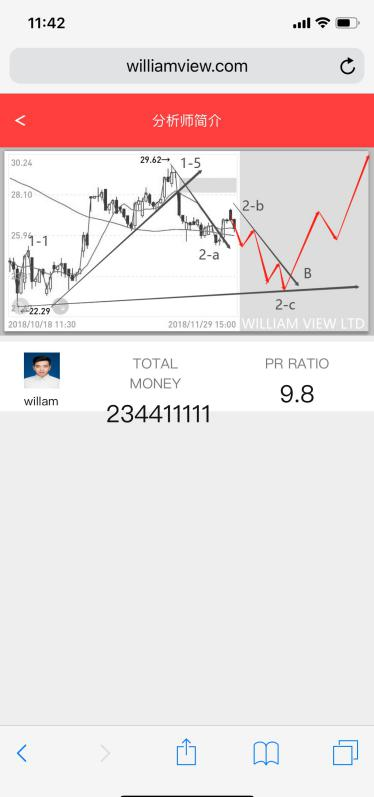 11:42
williamview.com
<
分析师简介
30.24
29.62→
1-5
28.10
2-b
25.94
1-1
2-a
B
2-c
←22.29
2018/10/18 11:30
2018/11/29 15:00
WILLIAM VIEW LTD
TOTAL
MONEY
PR RATIO
willam
234411111
9.8